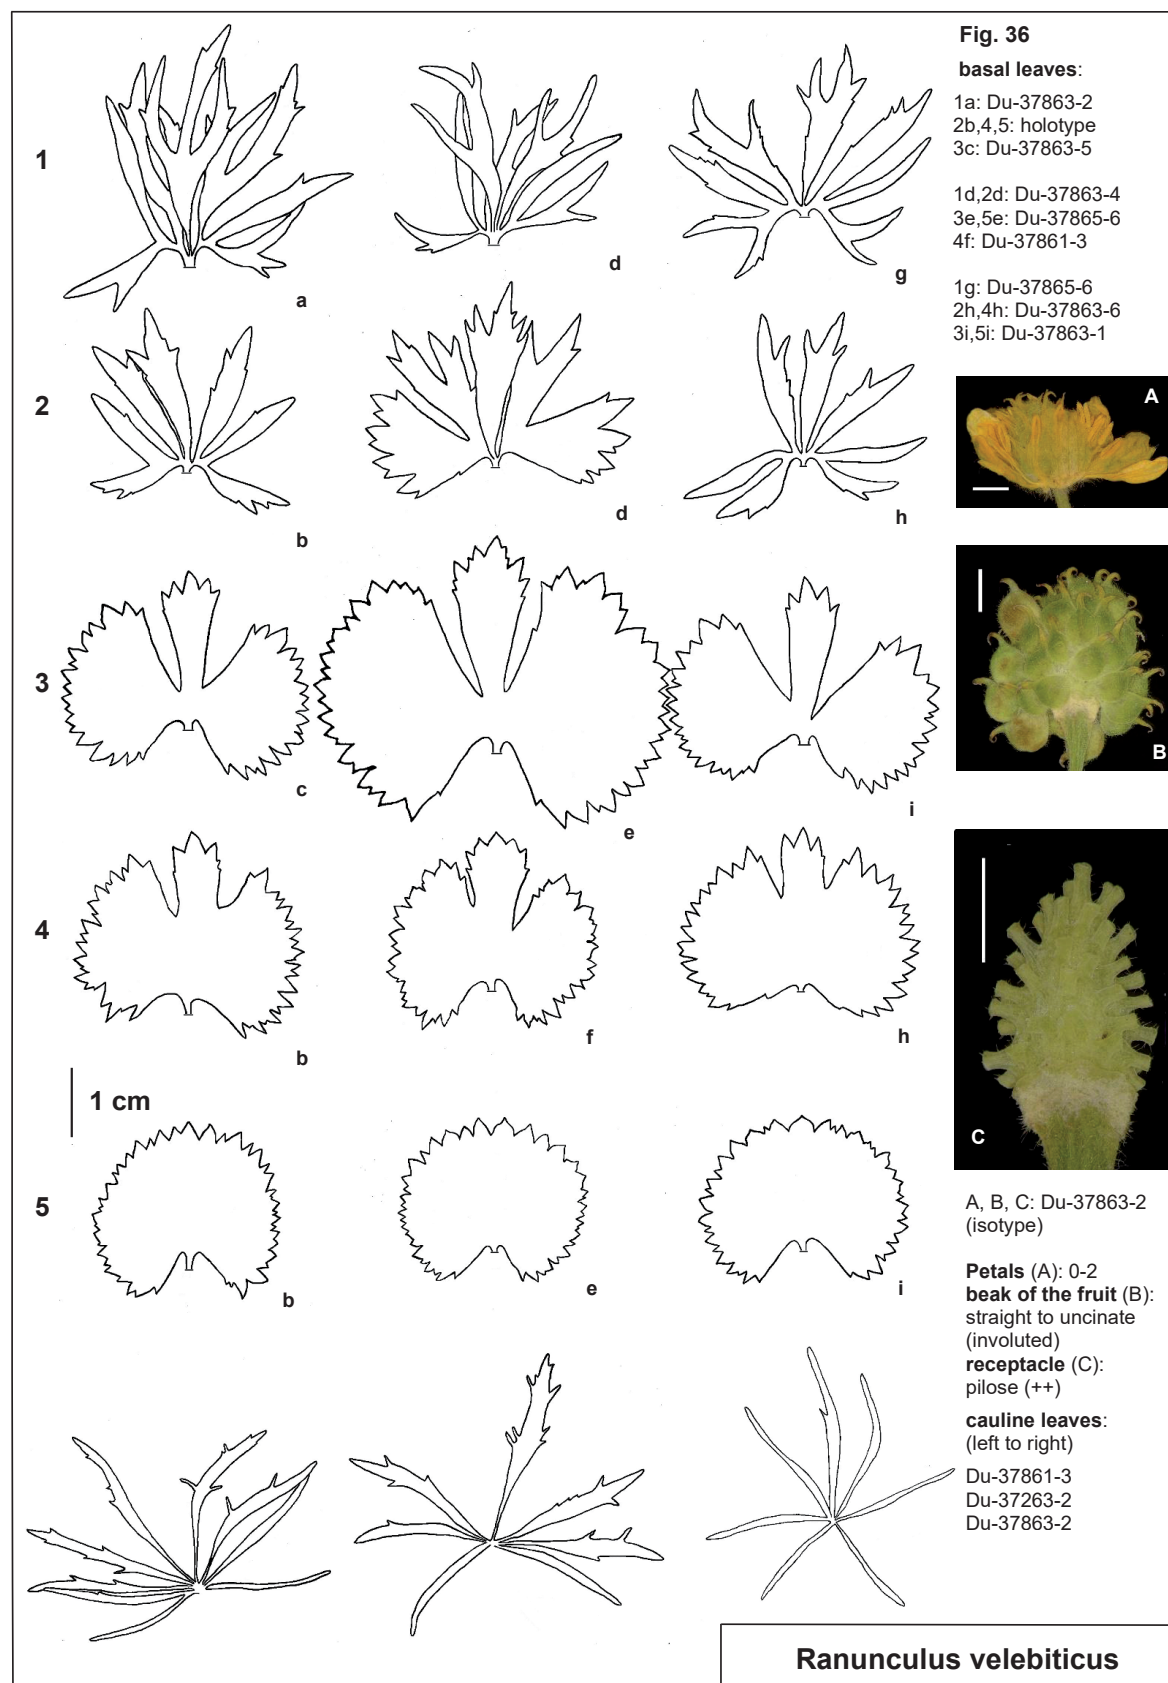 Fig. 36
basal leaves:
1a: Du-37863-2
2b,4,5: holotype
3c: Du-37863-5
1d,2d: Du-37863-4
3e,5e: Du-37865-6
4f: Du-37861-3
1g: Du-37865-6
2h,4h: Du-37863-6
3i,5i: Du-37863-1
1
a
d
g
2
b
d
h
3
c
e
i
4
b
f
h
1 cm
5
b
e
i
A
B
C
A, B, C: Du-37863-2
(isotype)
Petals (A): 0-2
beak of the fruit (B):
straight to uncinate
(involuted)
receptacle (C):
pilose (++)
cauline leaves:
(left to right)
Du-37861-3
Du-37263-2
Du-37863-2
Ranunculus velebiticus